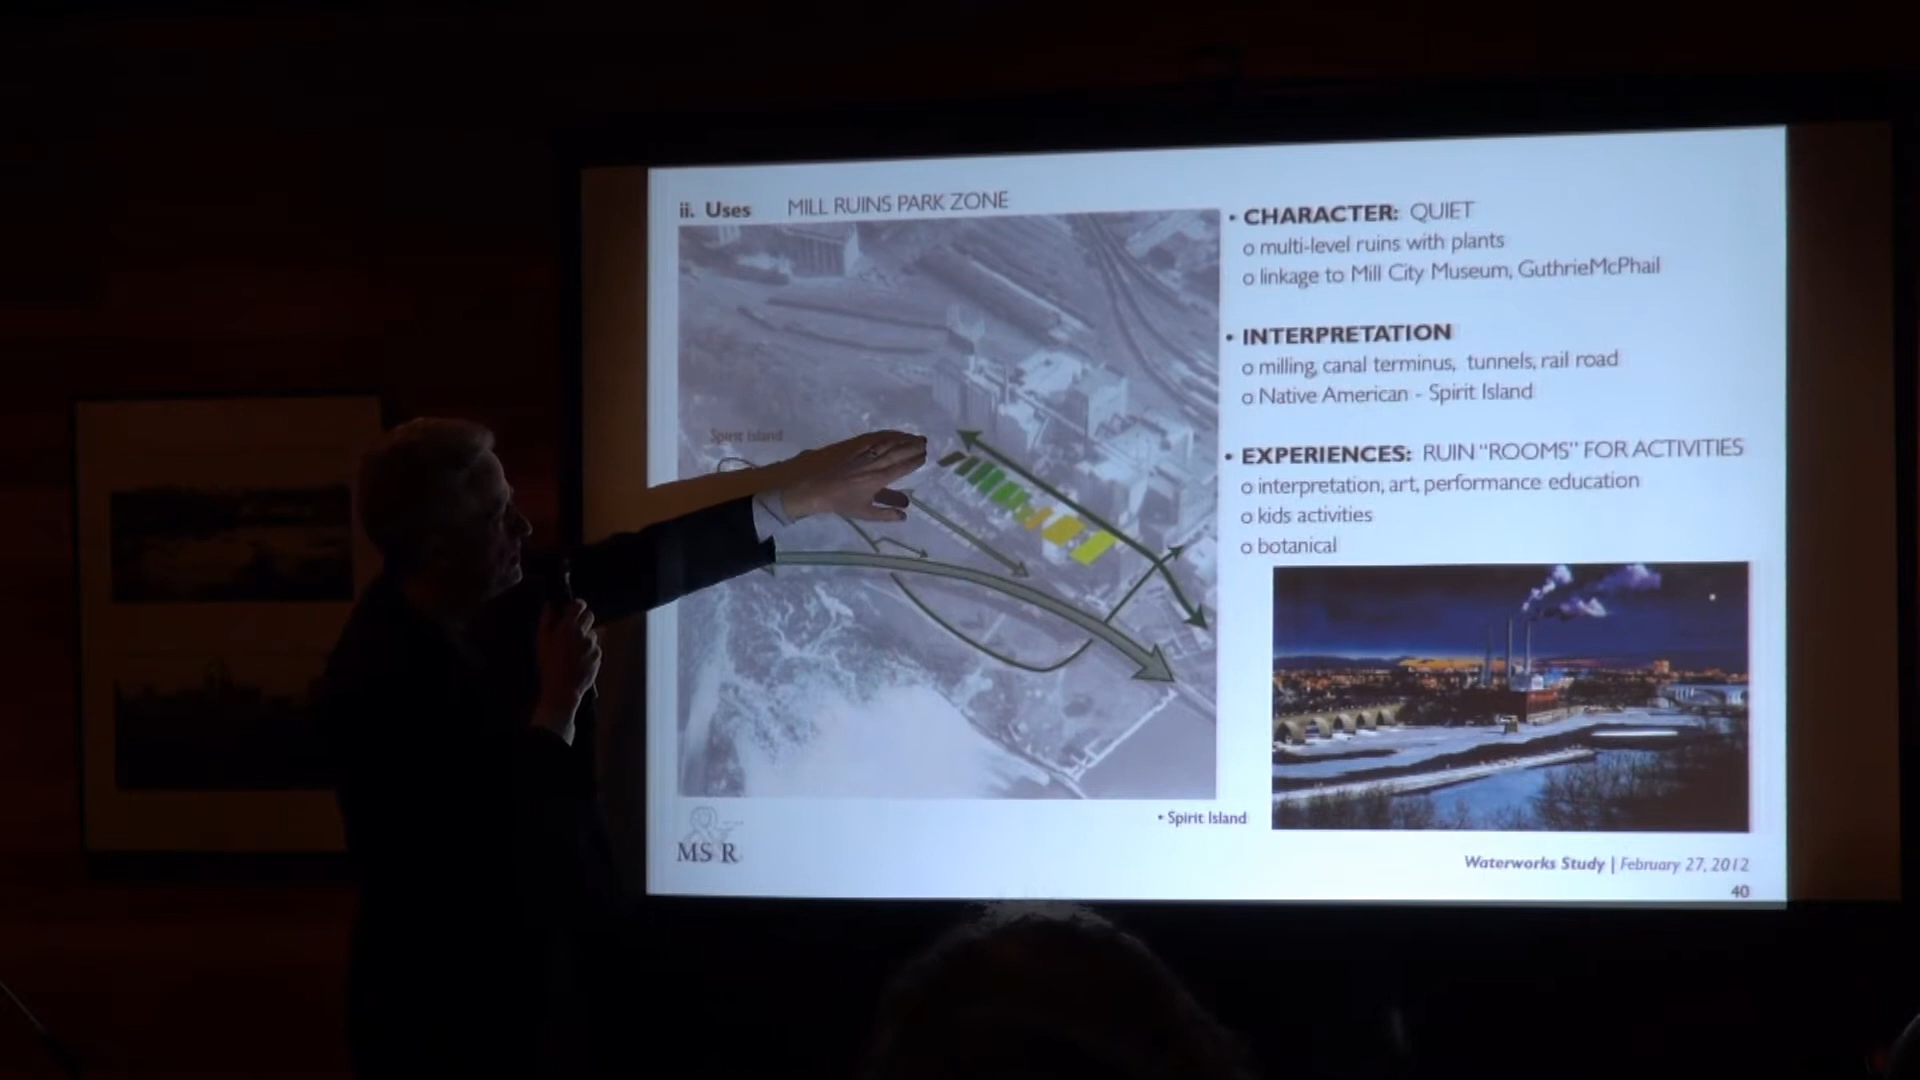 ii. Uses MILL RUINS PARK ZONE
Spirit Island
• CHARACTER: QUIET
o multi-level ruins with plants
o linkage to Mill City Museum, GuthrieMcPhail
• INTERPRETATION
o milling, canal terminus, tunnels, rail road
o Native American - Spirit Island
• EXPERIENCES: RUIN "ROOMS" FOR ACTIVITIES
o interpretation, art, performance education
o kids activities
o botanical
• Spirit Island
MS&R
Waterworks Study | February 27, 2012
40